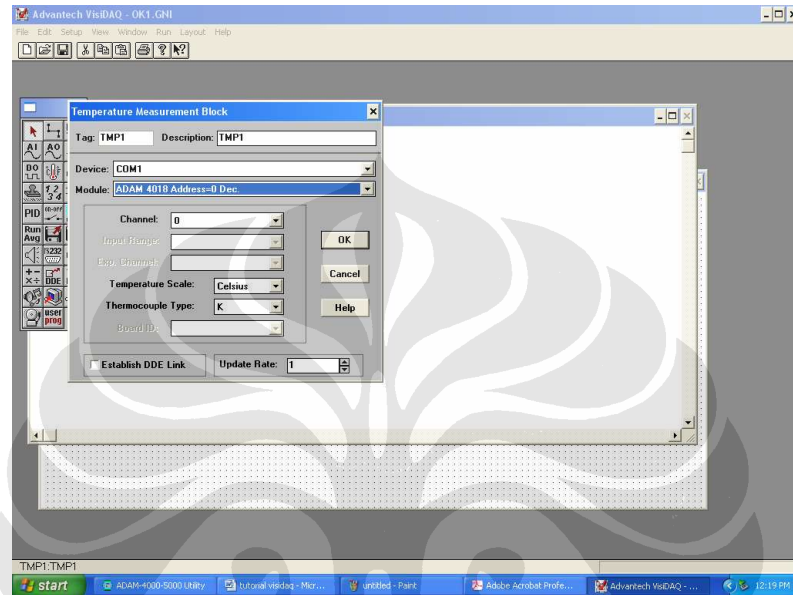 Advantech VisiDAQ - OK1.GNI
File Edit Setup View Window Run Layout Help
Temperature Measurement Block
Tag: TMP1 Description: TMP1
Device: COM1
Module: ADAM 4018 Address=0 Dec.
Channel: 0
Input Range:
Exp. Channel:
Temperature Scale: Celsius
Thermocouple Type: K
Board ID:
OK
Cancel
Help
Establish DDE Link
Update Rate: 1
AI AO
DO
PID on-off
Run Avg
DDE
user prog
TMP1:TMP1
start
ADAM-4000-5000 Utility
tutorial visidaq - Micr...
untitled - Paint
Adobe Acrobat Profe...
Advantech VisiDAQ - ...
12:19 PM